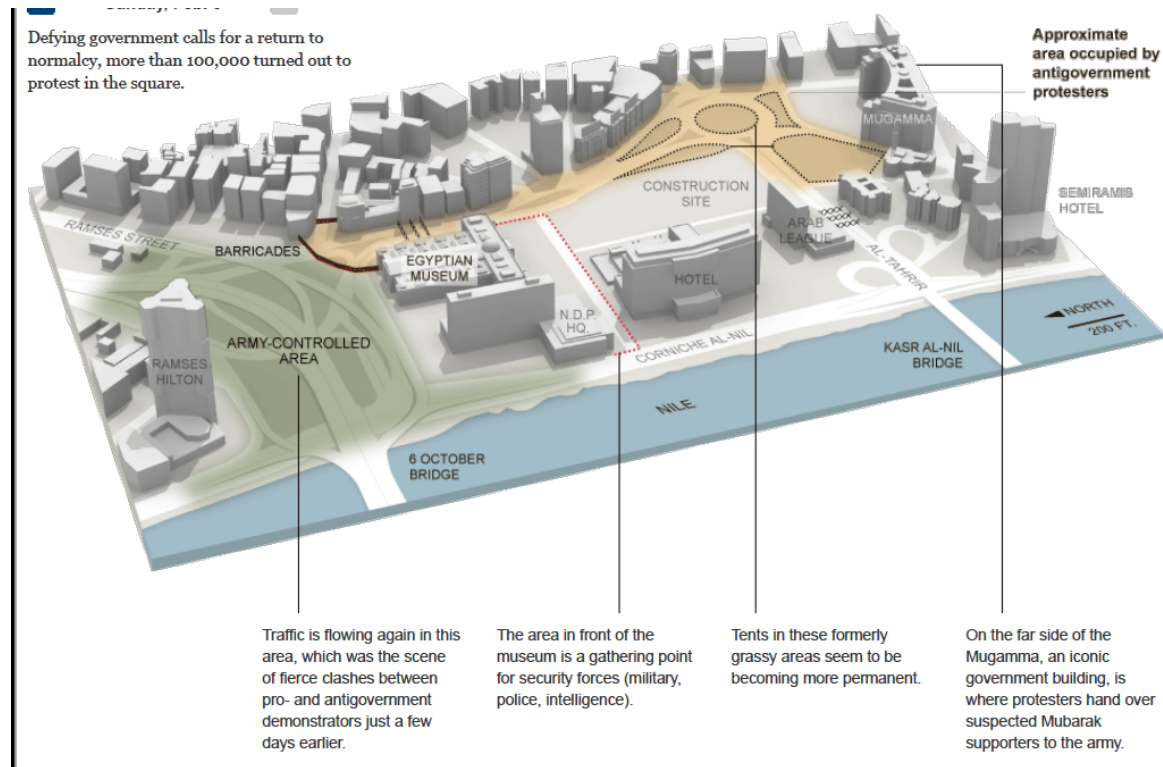 Defying government calls for a return to
normalcy, more than 100,000 turned out to
protest in the square.
Approximate
area occupied by
antigovernment
protesters
MUGAMMA
CONSTRUCTION
SITE
SEMIRAMIS
HOTEL
RAMSES STREET
BARRICADES
EGYPTIAN
MUSEUM
ARAB
LEAGUE
AL-TAHRIR
HOTEL
N.D.P.
HQ.
CORNICHE AL-NIL
NORTH
200 FT.
ARMY-CONTROLLED
AREA
RAMSES
HILTON
KASR AL-NIL
BRIDGE
NILE
6 OCTOBER
BRIDGE
Traffic is flowing again in this
area, which was the scene
of fierce clashes between
pro- and antigovernment
demonstrators just a few
days earlier.
The area in front of the
museum is a gathering point
for security forces (military,
police, intelligence).
Tents in these formerly
grassy areas seem to be
becoming more permanent.
On the far side of the
Mugamma, an iconic
government building, is
where protesters hand over
suspected Mubarak
supporters to the army.